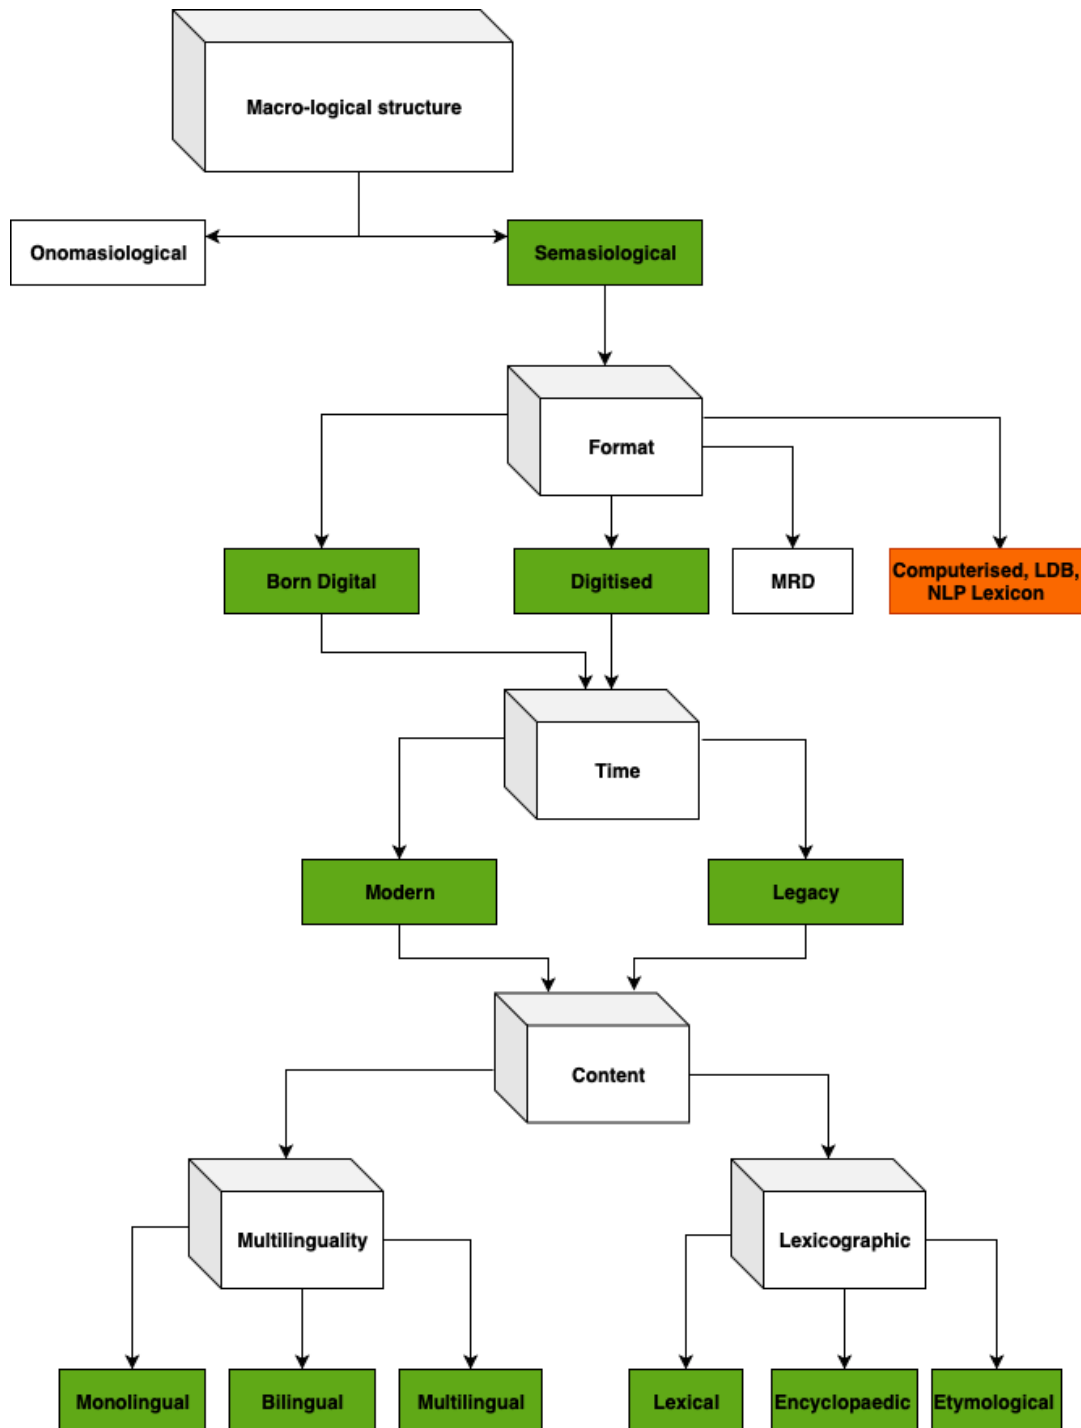 Macro-logical structure
Onomasiological
Semasiological
Format
Born Digital
Digitised
MRD
Computerised, LDB,
NLP Lexicon
Time
Modern
Legacy
Content
Multilinguality
Lexicographic
Monolingual
Bilingual
Multilingual
Lexical
Encyclopaedic
Etymological